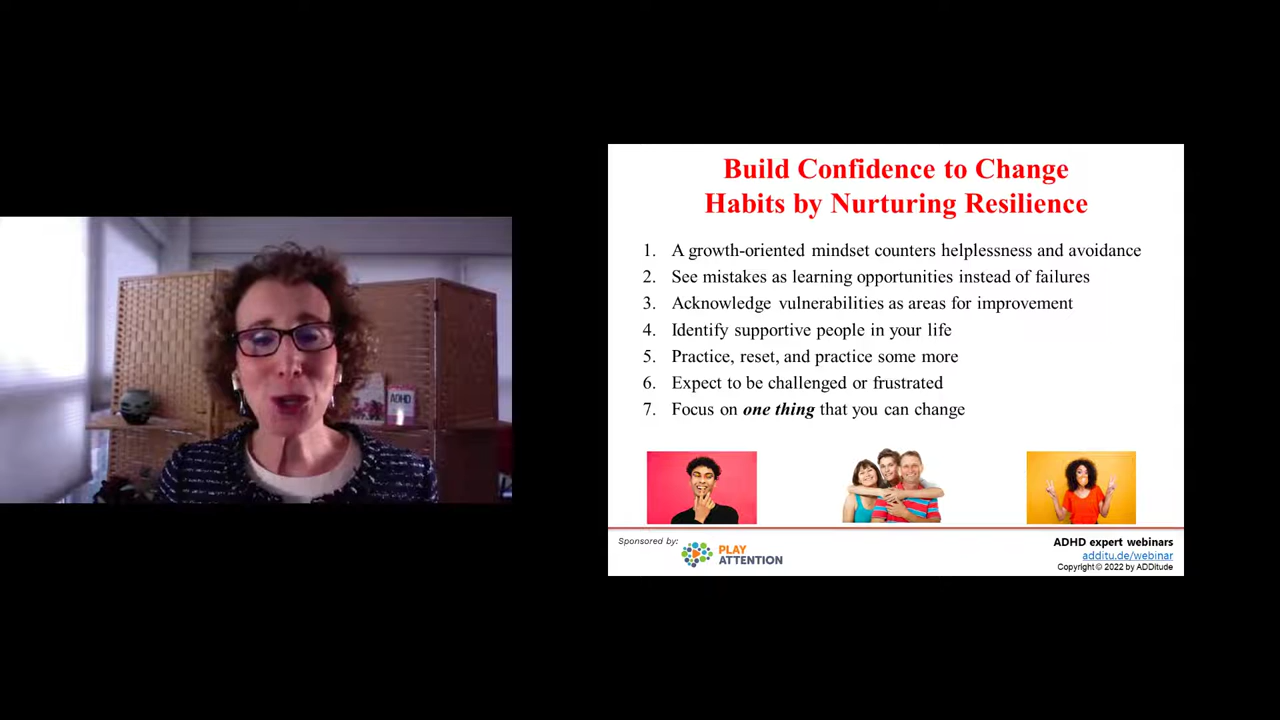 ADHD
Build Confidence to Change
Habits by Nurturing Resilience
1. A growth-oriented mindset counters helplessness and avoidance
2. See mistakes as learning opportunities instead of failures
3. Acknowledge vulnerabilities as areas for improvement
4. Identify supportive people in your life
5. Practice, reset, and practice some more
6. Expect to be challenged or frustrated
7. Focus on one thing that you can change
Sponsored by:
PLAY
ATTENTION
ADHD expert webinars
additu.de/webinar
Copyright © 2022 by ADDitude